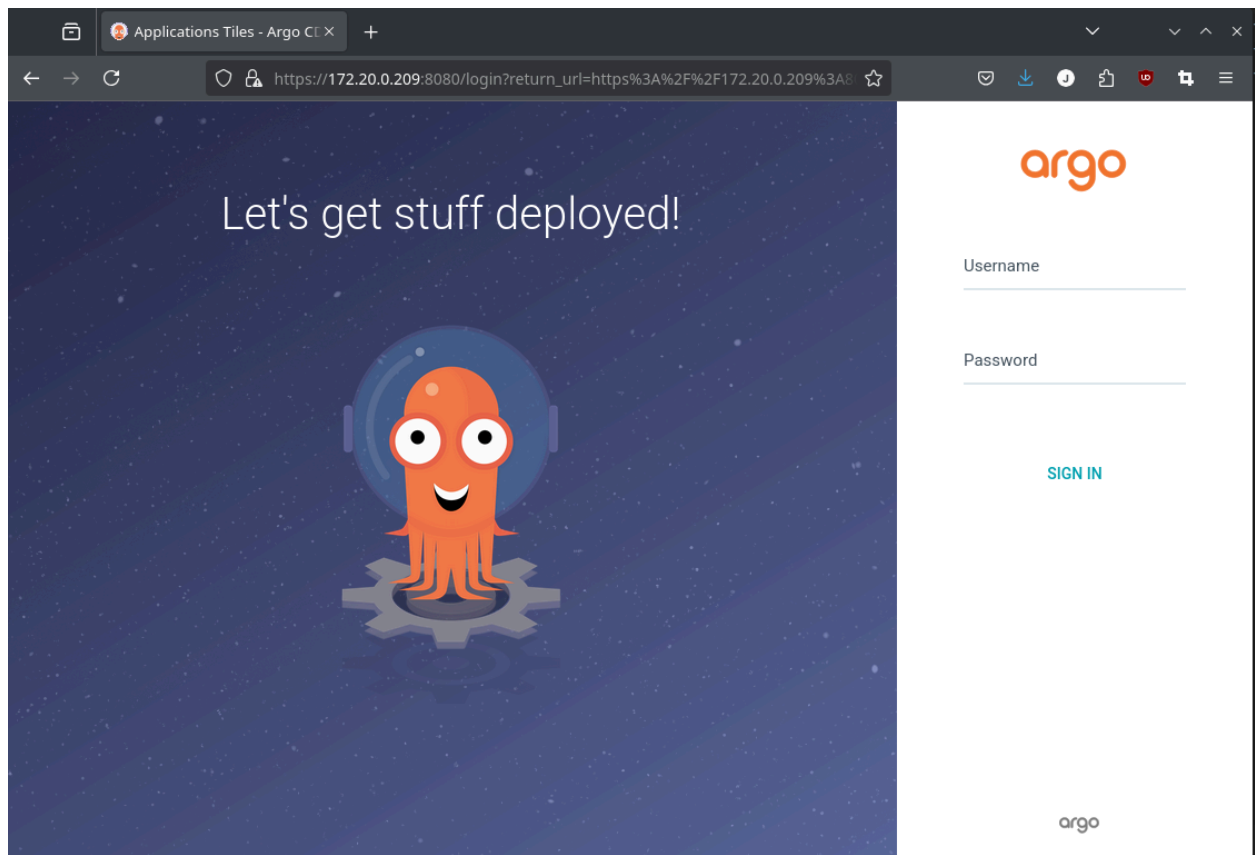 Applications Tiles - Argo CD
https://172.20.0.209:8080/login?return_url=https%3A%2F%2F172.20.0.209%3A8
argo
Let's get stuff deployed!
Username
Password
SIGN IN
argo